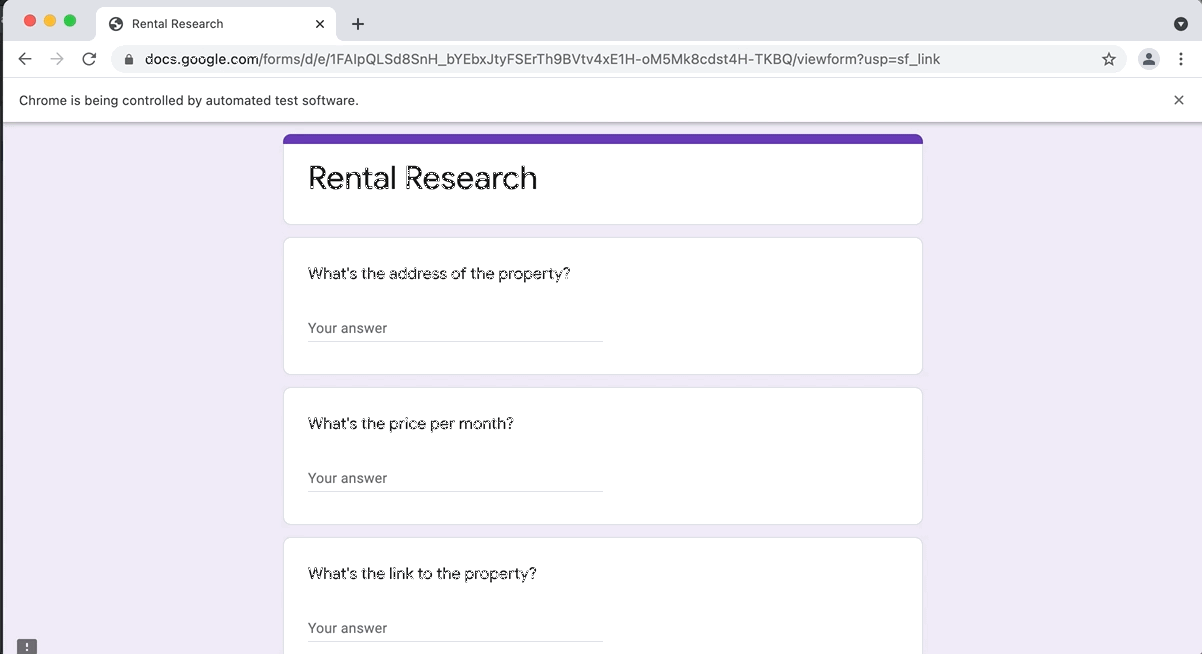 Rental Research
docs.google.com/forms/d/e/1FAIpQLSd8SnH_bYEbxJtyFSErTh9BVtv4xE1H-oM5Mk8cdst4H-TKBQ/viewform?usp=sf_link
Chrome is being controlled by automated test software.
Rental Research
What's the address of the property?
Your answer
What's the price per month?
Your answer
What's the link to the property?
Your answer